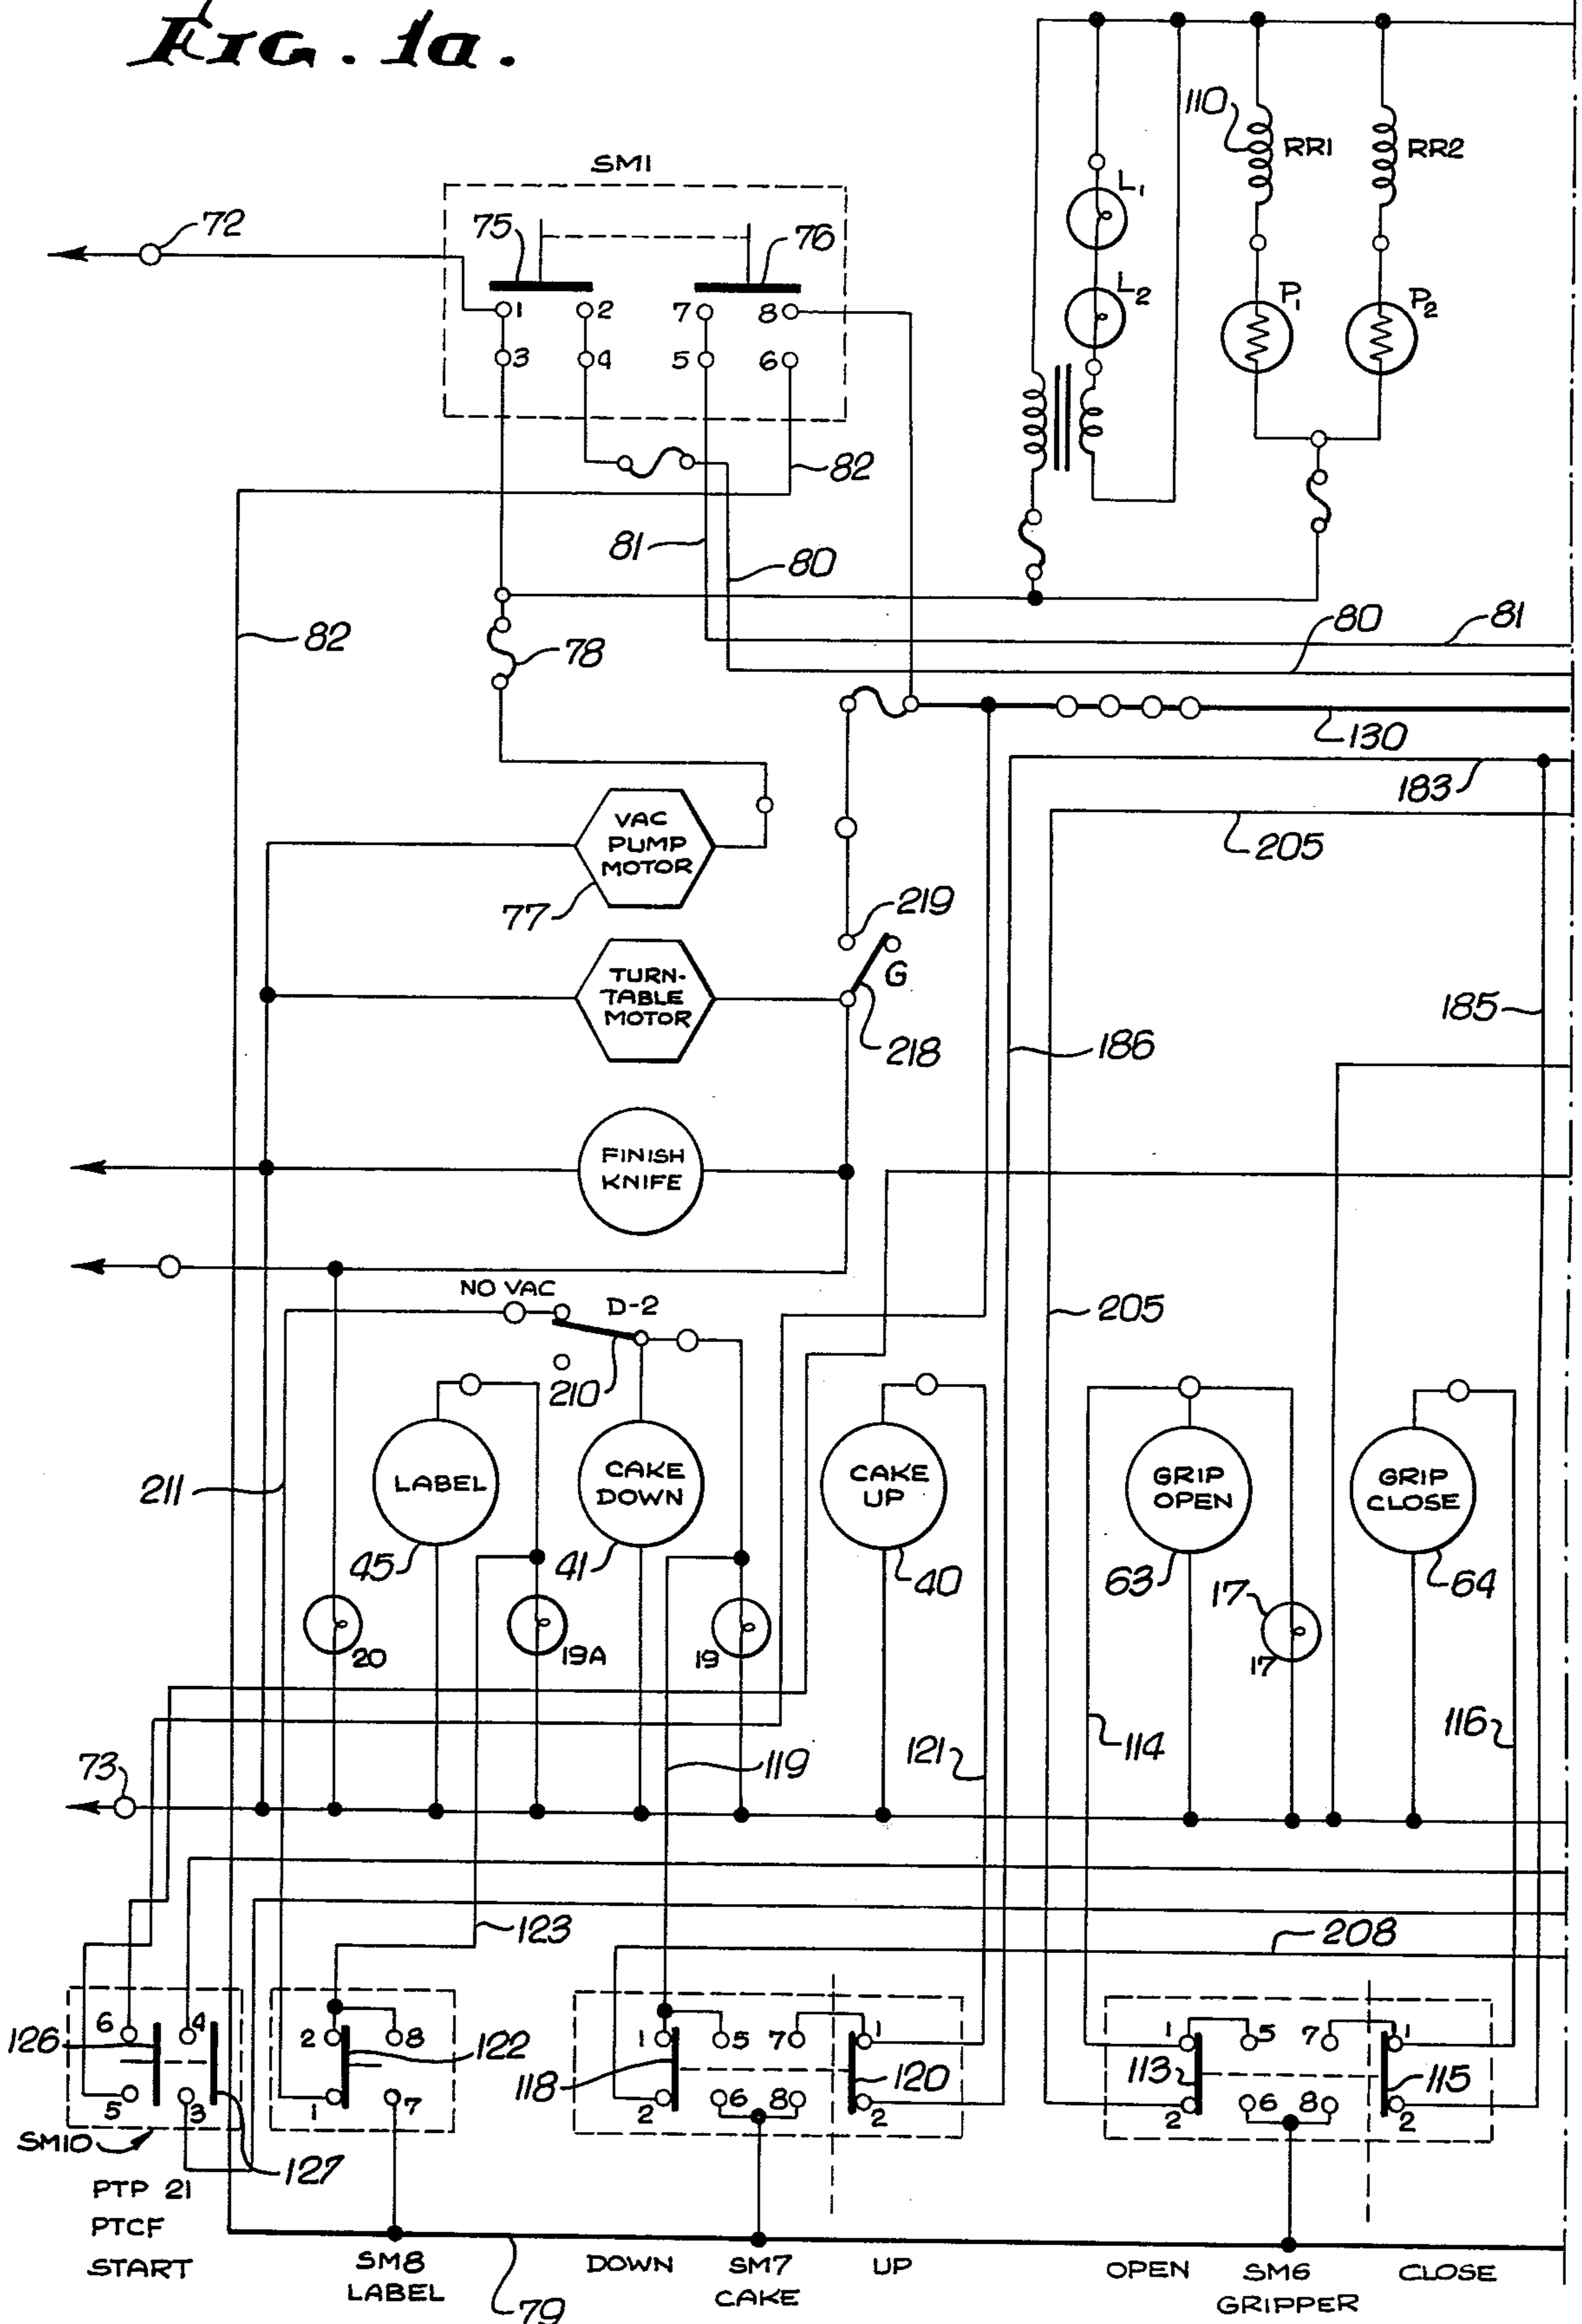 FIG. 1a.
110
RR1
RR2
SM1
L1
72
75
76
P1
P2
L2
1
2
7
8
3
4
5
6
82
81
80
82
78
80
81
130
183
VAC
PUMP
MOTOR
205
77
219
TURN-
TABLE
MOTOR
G
185
218
186
FINISH
KNIFE
NO VAC
D-2
205
210
211
LABEL
CAKE
DOWN
CAKE
UP
GRIP
OPEN
GRIP
CLOSE
45
41
40
63
17
64
20
19A
19
17
73
119
121
114
116
123
208
6
4
2
8
1
5
7
1
1
5
7
1
126
122
118
120
113
115
5
3
1
7
2
6
8
2
2
6
8
2
SM10
127
PTP 21
PTCF
START
SM8
LABEL
DOWN
SM7
CAKE
UP
OPEN
SM6
GRIPPER
CLOSE
79